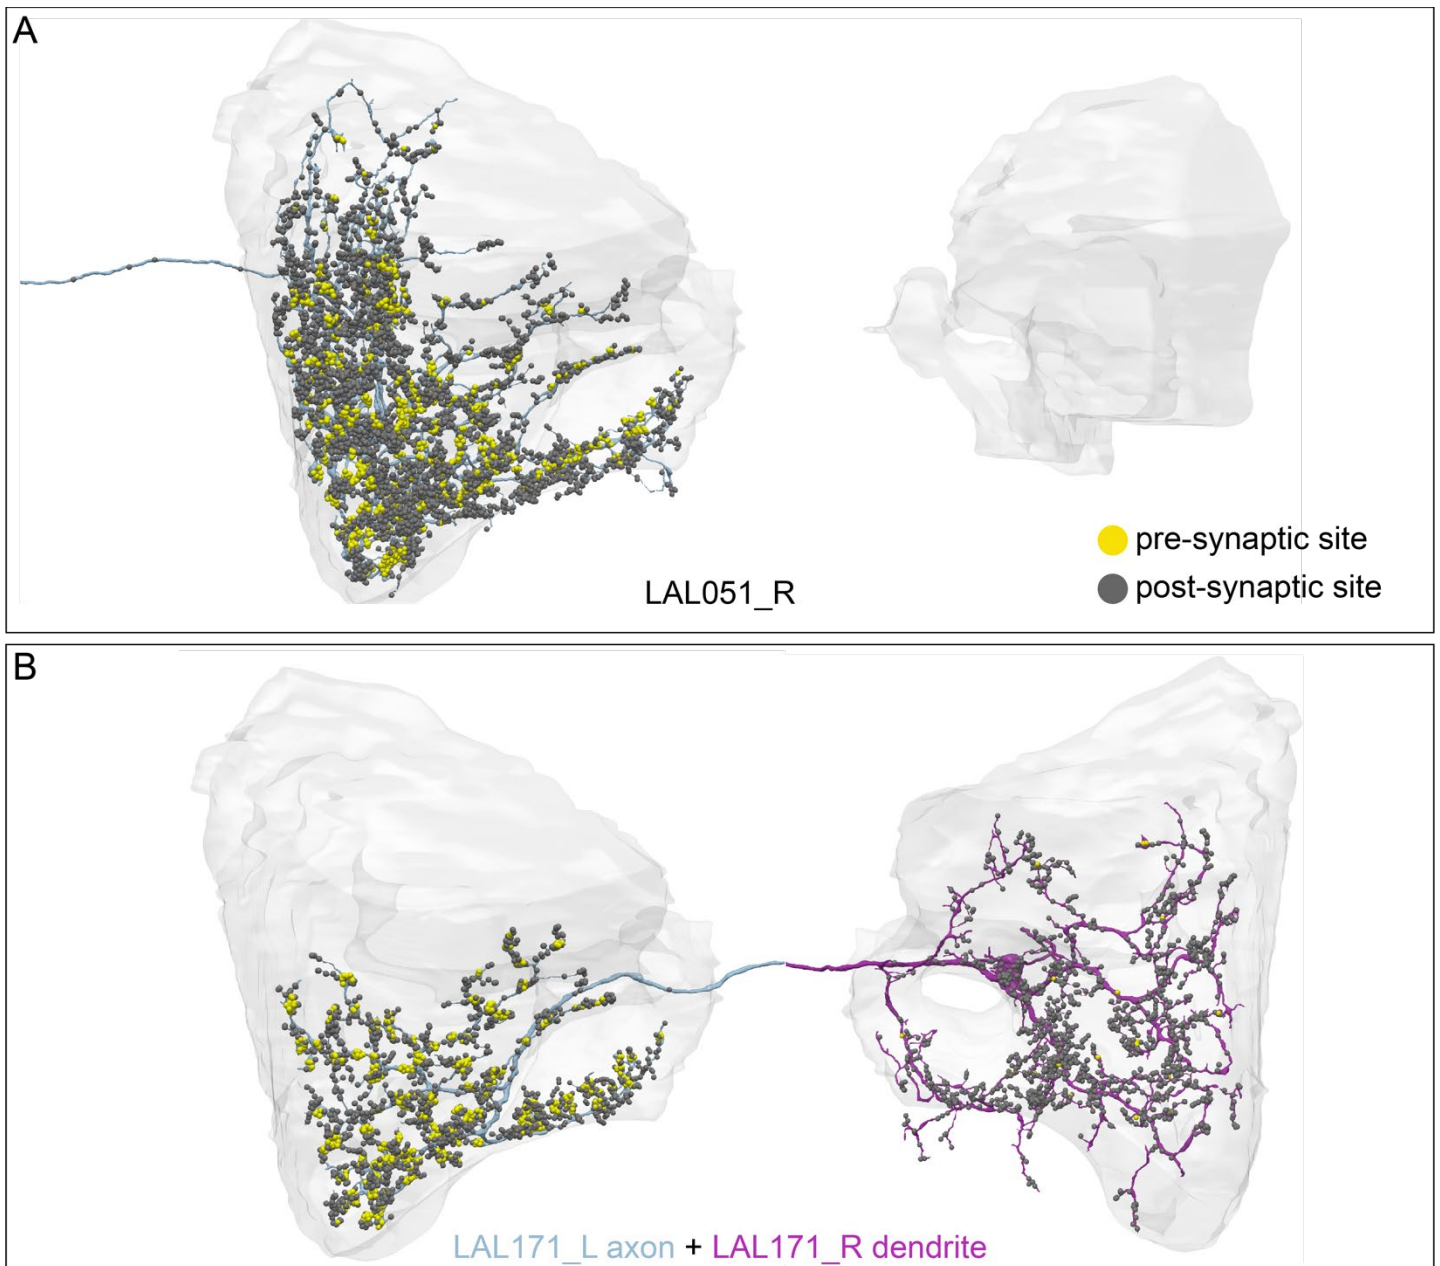 A
pre-synaptic site
post-synaptic site
LAL051_R
B
LAL171_L axon + LAL171_R dendrite